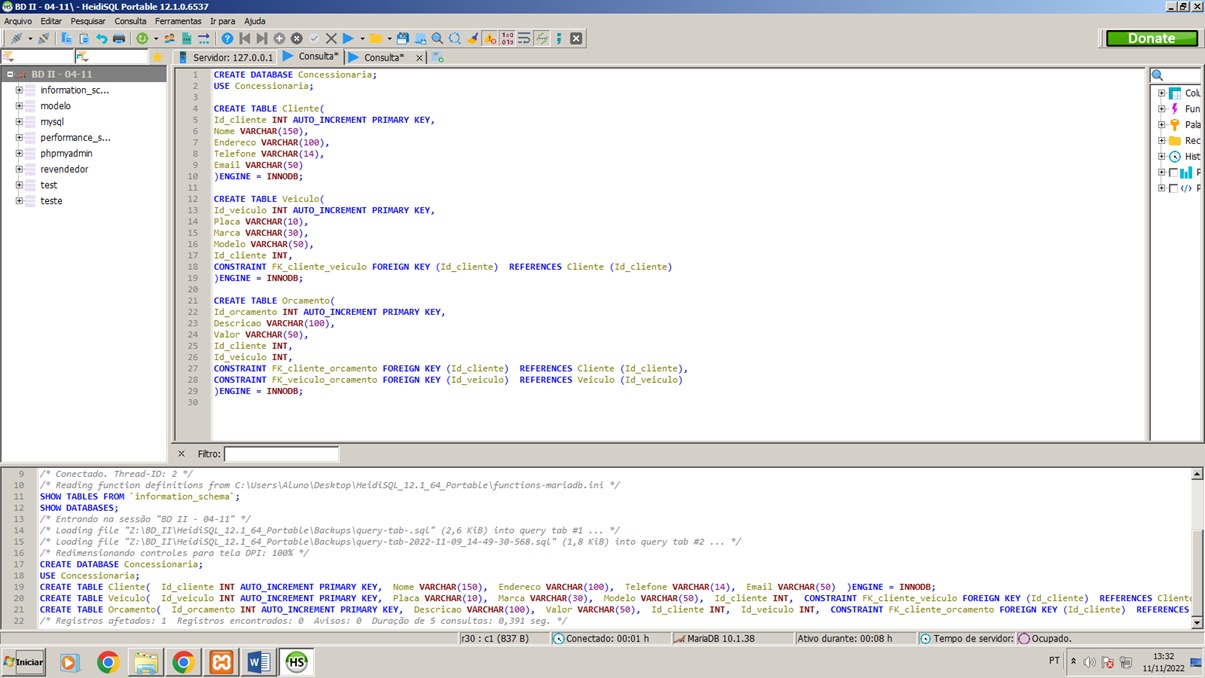 BD II - 04-11\ - HeidiSQL Portable 12.1.0.6537
Arquivo Editar Pesquisar Consulta Ferramentas Ir para Ajuda
Donate
Servidor: 127.0.0.1 Consulta* Consulta*
BD II - 04-11
information_sc...
modelo
mysql
performance_s...
phpmyadmin
revendedor
test
teste
1 CREATE DATABASE Concessionaria;
2 USE Concessionaria;
3
4 CREATE TABLE Cliente(
5 Id_cliente INT AUTO_INCREMENT PRIMARY KEY,
6 Nome VARCHAR(150),
7 Endereco VARCHAR(100),
8 Telefone VARCHAR(14),
9 Email VARCHAR(50)
10 )ENGINE = INNODB;
11
12 CREATE TABLE Veiculo(
13 Id_veiculo INT AUTO_INCREMENT PRIMARY KEY,
14 Placa VARCHAR(10),
15 Marca VARCHAR(30),
16 Modelo VARCHAR(50),
17 Id_cliente INT,
18 CONSTRAINT FK_cliente_veiculo FOREIGN KEY (Id_cliente) REFERENCES Cliente (Id_cliente)
19 )ENGINE = INNODB;
20
21 CREATE TABLE Orcamento(
22 Id_orcamento INT AUTO_INCREMENT PRIMARY KEY,
23 Descricao VARCHAR(100),
24 Valor VARCHAR(50),
25 Id_cliente INT,
26 Id_veiculo INT,
27 CONSTRAINT FK_cliente_orcamento FOREIGN KEY (Id_cliente) REFERENCES Cliente (Id_cliente),
28 CONSTRAINT FK_veiculo_orcamento FOREIGN KEY (Id_veiculo) REFERENCES Veiculo (Id_veiculo)
29 )ENGINE = INNODB;
30
Colu
Fun
Pala
Rec
Hist
P
P
Filtro:
9 /* Conectado. Thread-ID: 2 */
10 /* Reading function definitions from C:\Users\Aluno\Desktop\HeidiSQL_12.1_64_Portable\functions-mariadb.ini */
11 SHOW TABLES FROM `information_schema`;
12 SHOW DATABASES;
13 /* Entrando na sessão "BD II - 04-11" */
14 /* Loading file "Z:\BD_II\HeidiSQL_12.1_64_Portable\Backups\query-tab-.sql" (2,6 KiB) into query tab #1 ... */
15 /* Loading file "Z:\BD_II\HeidiSQL_12.1_64_Portable\Backups\query-tab-2022-11-09_14-49-30-568.sql" (1,8 KiB) into query tab #2 ... */
16 /* Redimensionando controles para tela DPI: 100% */
17 CREATE DATABASE Concessionaria;
18 USE Concessionaria;
19 CREATE TABLE Cliente( Id_cliente INT AUTO_INCREMENT PRIMARY KEY, Nome VARCHAR(150), Endereco VARCHAR(100), Telefone VARCHAR(14), Email VARCHAR(50) )ENGINE = INNODB;
20 CREATE TABLE Veiculo( Id_veiculo INT AUTO_INCREMENT PRIMARY KEY, Placa VARCHAR(10), Marca VARCHAR(30), Modelo VARCHAR(50), Id_cliente INT, CONSTRAINT FK_cliente_veiculo FOREIGN KEY (Id_cliente) REFERENCES Cliente
21 CREATE TABLE Orcamento( Id_orcamento INT AUTO_INCREMENT PRIMARY KEY, Descricao VARCHAR(100), Valor VARCHAR(50), Id_cliente INT, Id_veiculo INT, CONSTRAINT FK_cliente_orcamento FOREIGN KEY (Id_cliente) REFERENCES
22 /* Registros afetados: 1 Registros encontrados: 0 Avisos: 0 Duração de 5 consultas: 0,391 seg. */
r30 : c1 (837 B) Conectado: 00:01 h MariaDB 10.1.38 Ativo durante: 00:08 h Tempo de servidor: Ocupado.
Iniciar W HS PT 13:32
11/11/2022